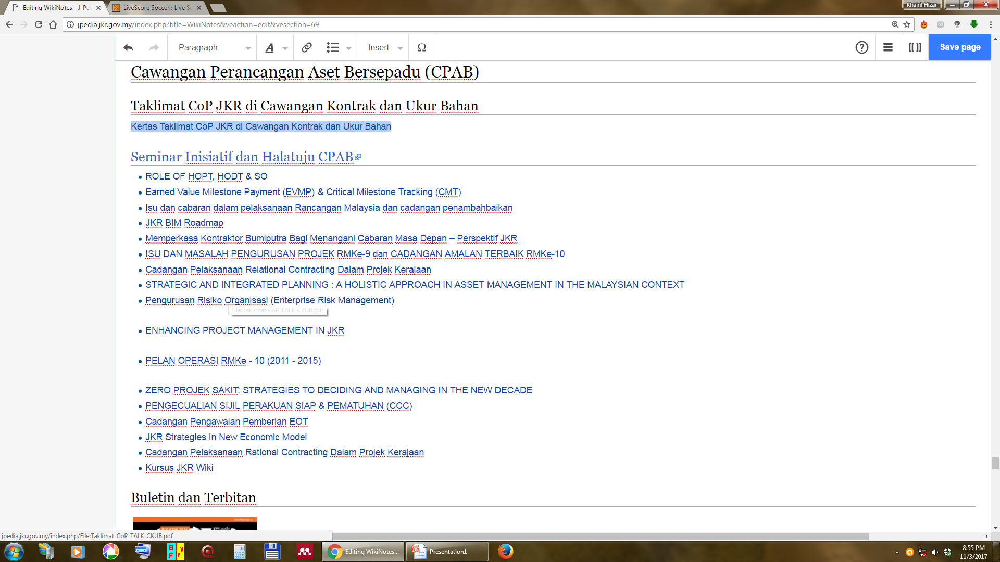 Editing WikiNotes - J-Pe
LiveScore Soccer : Live Sc
Khairil Hizar
jpedia.jkr.gov.my/index.php?title=WikiNotes&veaction=edit&vesection=69
Paragraph
A
Insert
Ω
?
Save page
Cawangan Perancangan Aset Bersepadu (CPAB)
Taklimat CoP JKR di Cawangan Kontrak dan Ukur Bahan
Kertas Taklimat CoP JKR di Cawangan Kontrak dan Ukur Bahan
Seminar Inisiatif dan Halatuju CPAB
ROLE OF HOPT, HODT & SO
Earned Value Milestone Payment (EVMP) & Critical Milestone Tracking (CMT)
Isu dan cabaran dalam pelaksanaan Rancangan Malaysia dan cadangan penambahbaikan
JKR BIM Roadmap
Memperkasa Kontraktor Bumiputra Bagi Menangani Cabaran Masa Depan – Perspektif JKR
ISU DAN MASALAH PENGURUSAN PROJEK RMKe-9 dan CADANGAN AMALAN TERBAIK RMKe-10
Cadangan Pelaksanaan Relational Contracting Dalam Projek Kerajaan
STRATEGIC AND INTEGRATED PLANNING : A HOLISTIC APPROACH IN ASSET MANAGEMENT IN THE MALAYSIAN CONTEXT
Pengurusan Risiko Organisasi (Enterprise Risk Management)
File:Taklimat CoP TALK CKUB.pdf
ENHANCING PROJECT MANAGEMENT IN JKR
PELAN OPERASI RMKe - 10 (2011 - 2015)
ZERO PROJEK SAKIT: STRATEGIES TO DECIDING AND MANAGING IN THE NEW DECADE
PENGECUALIAN SIJIL PERAKUAN SIAP & PEMATUHAN (CCC)
Cadangan Pengawalan Pemberian EOT
JKR Strategies In New Economic Model
Cadangan Pelaksanaan Rational Contracting Dalam Projek Kerajaan
Kursus JKR Wiki
Buletin dan Terbitan
jpedia.jkr.gov.my/index.php/File:Taklimat_CoP_TALK_CKUB.pdf
B
F
Editing WikiNotes...
Presentation1
8:55 PM
11/3/2017